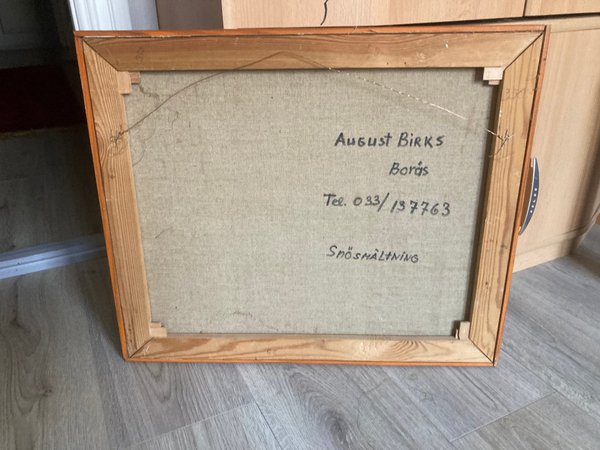 AUGUST BIRKS
Borås
TEL. 033/137763
SNÖSMÄLTNING